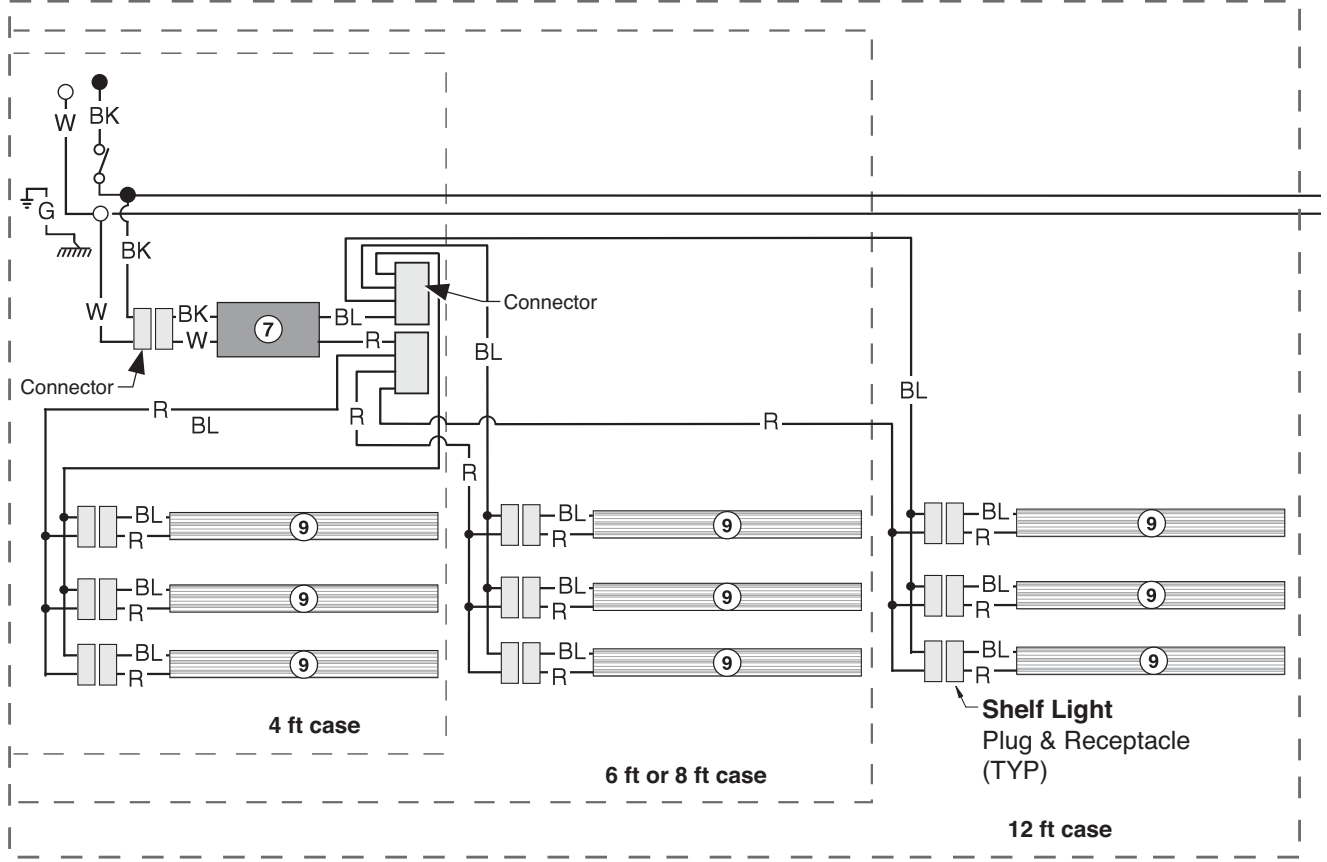 W
BK
G
BK
W
BK
W
7
BL
R
Connector
Connector
BL
BL
R
BL
R
R
R
BL
R
9
BL
R
9
BL
R
9
BL
R
9
BL
R
9
BL
R
9
BL
R
9
BL
R
9
BL
R
9
4 ft case
6 ft or 8 ft case
Shelf Light
Plug & Receptacle
(TYP)
12 ft case